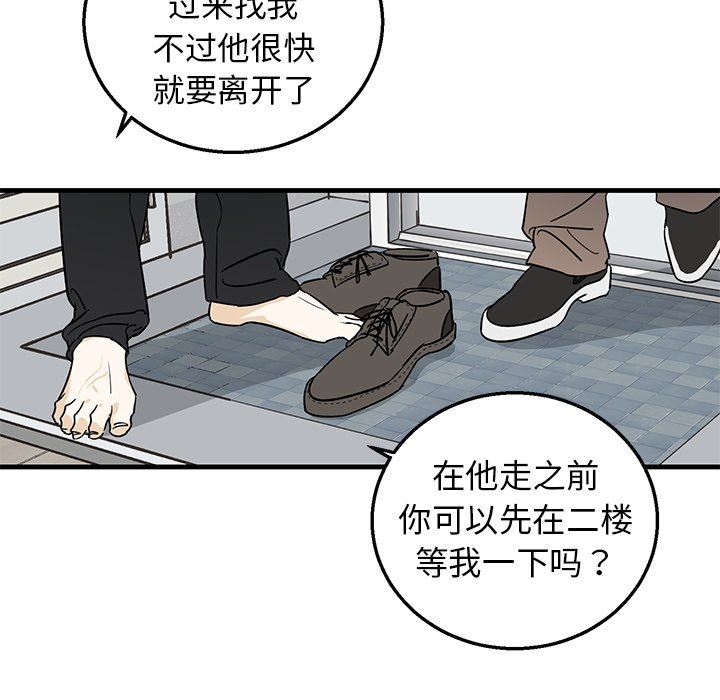 过来找我
不过他很快
就要离开了
在他走之前
你可以先在二楼
等我一下吗？